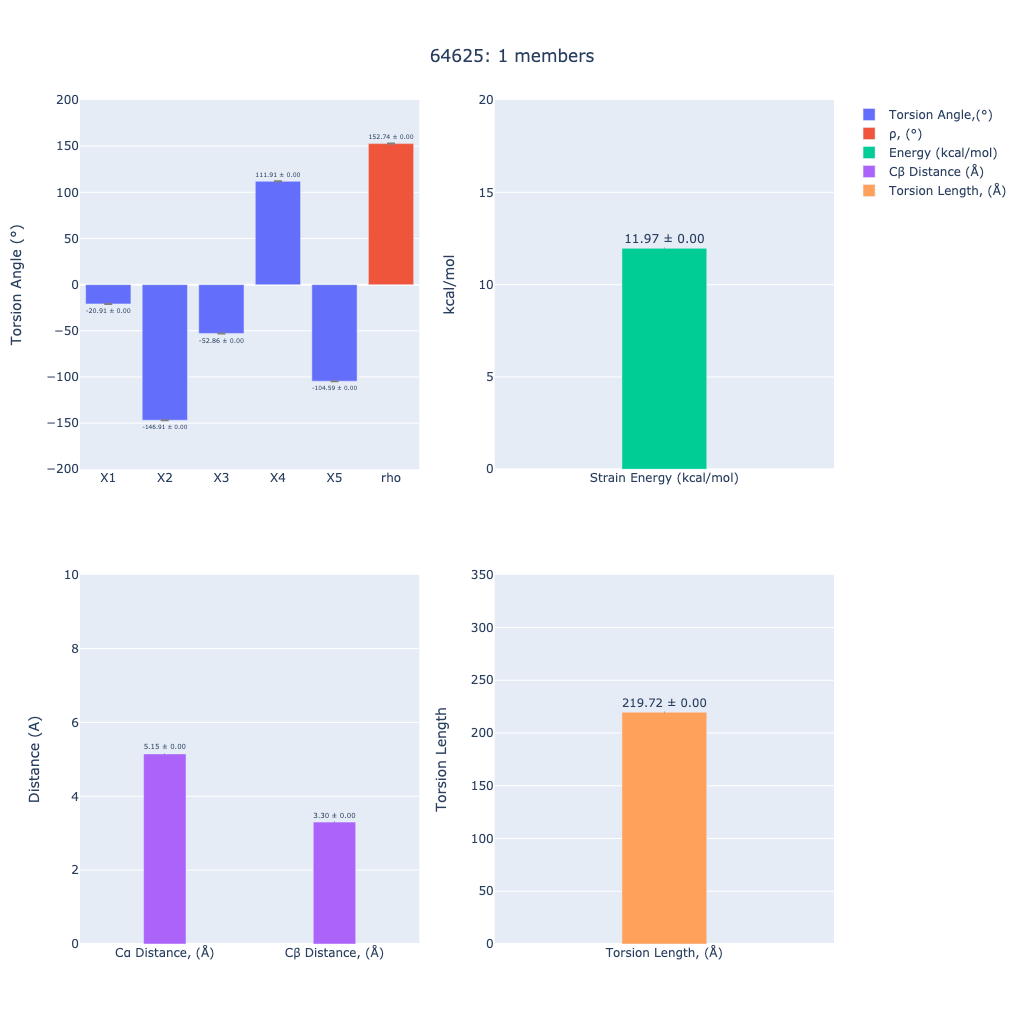 64625: 1 members
Torsion Angle (°)
200
150
100
50
0
−50
−100
−150
−200
-20.91 ± 0.00
-146.91 ± 0.00
-52.86 ± 0.00
111.91 ± 0.00
-104.59 ± 0.00
152.74 ± 0.00
X1 X2 X3 X4 X5 rho
kcal/mol
20
15
10
5
0
11.97 ± 0.00
Strain Energy (kcal/mol)
Torsion Angle,(°)
ρ, (°)
Energy (kcal/mol)
Cβ Distance (Å)
Torsion Length, (Å)
Distance (A)
10
8
6
4
2
0
5.15 ± 0.00
3.30 ± 0.00
Cα Distance, (Å) Cβ Distance, (Å)
Torsion Length
350
300
250
200
150
100
50
0
219.72 ± 0.00
Torsion Length, (Å)